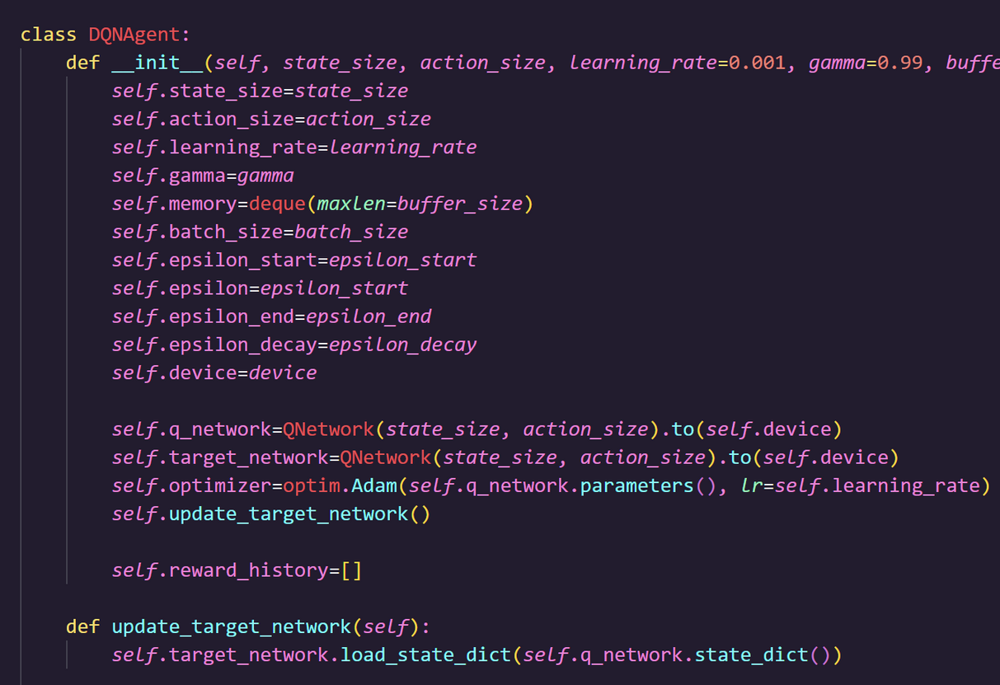 class DQNAgent:
    def __init__(self, state_size, action_size, learning_rate=0.001, gamma=0.99, buffe
        self.state_size=state_size
        self.action_size=action_size
        self.learning_rate=learning_rate
        self.gamma=gamma
        self.memory=deque(maxlen=buffer_size)
        self.batch_size=batch_size
        self.epsilon_start=epsilon_start
        self.epsilon=epsilon_start
        self.epsilon_end=epsilon_end
        self.epsilon_decay=epsilon_decay
        self.device=device

        self.q_network=QNetwork(state_size, action_size).to(self.device)
        self.target_network=QNetwork(state_size, action_size).to(self.device)
        self.optimizer=optim.Adam(self.q_network.parameters(), lr=self.learning_rate)
        self.update_target_network()

        self.reward_history=[]

    def update_target_network(self):
        self.target_network.load_state_dict(self.q_network.state_dict())